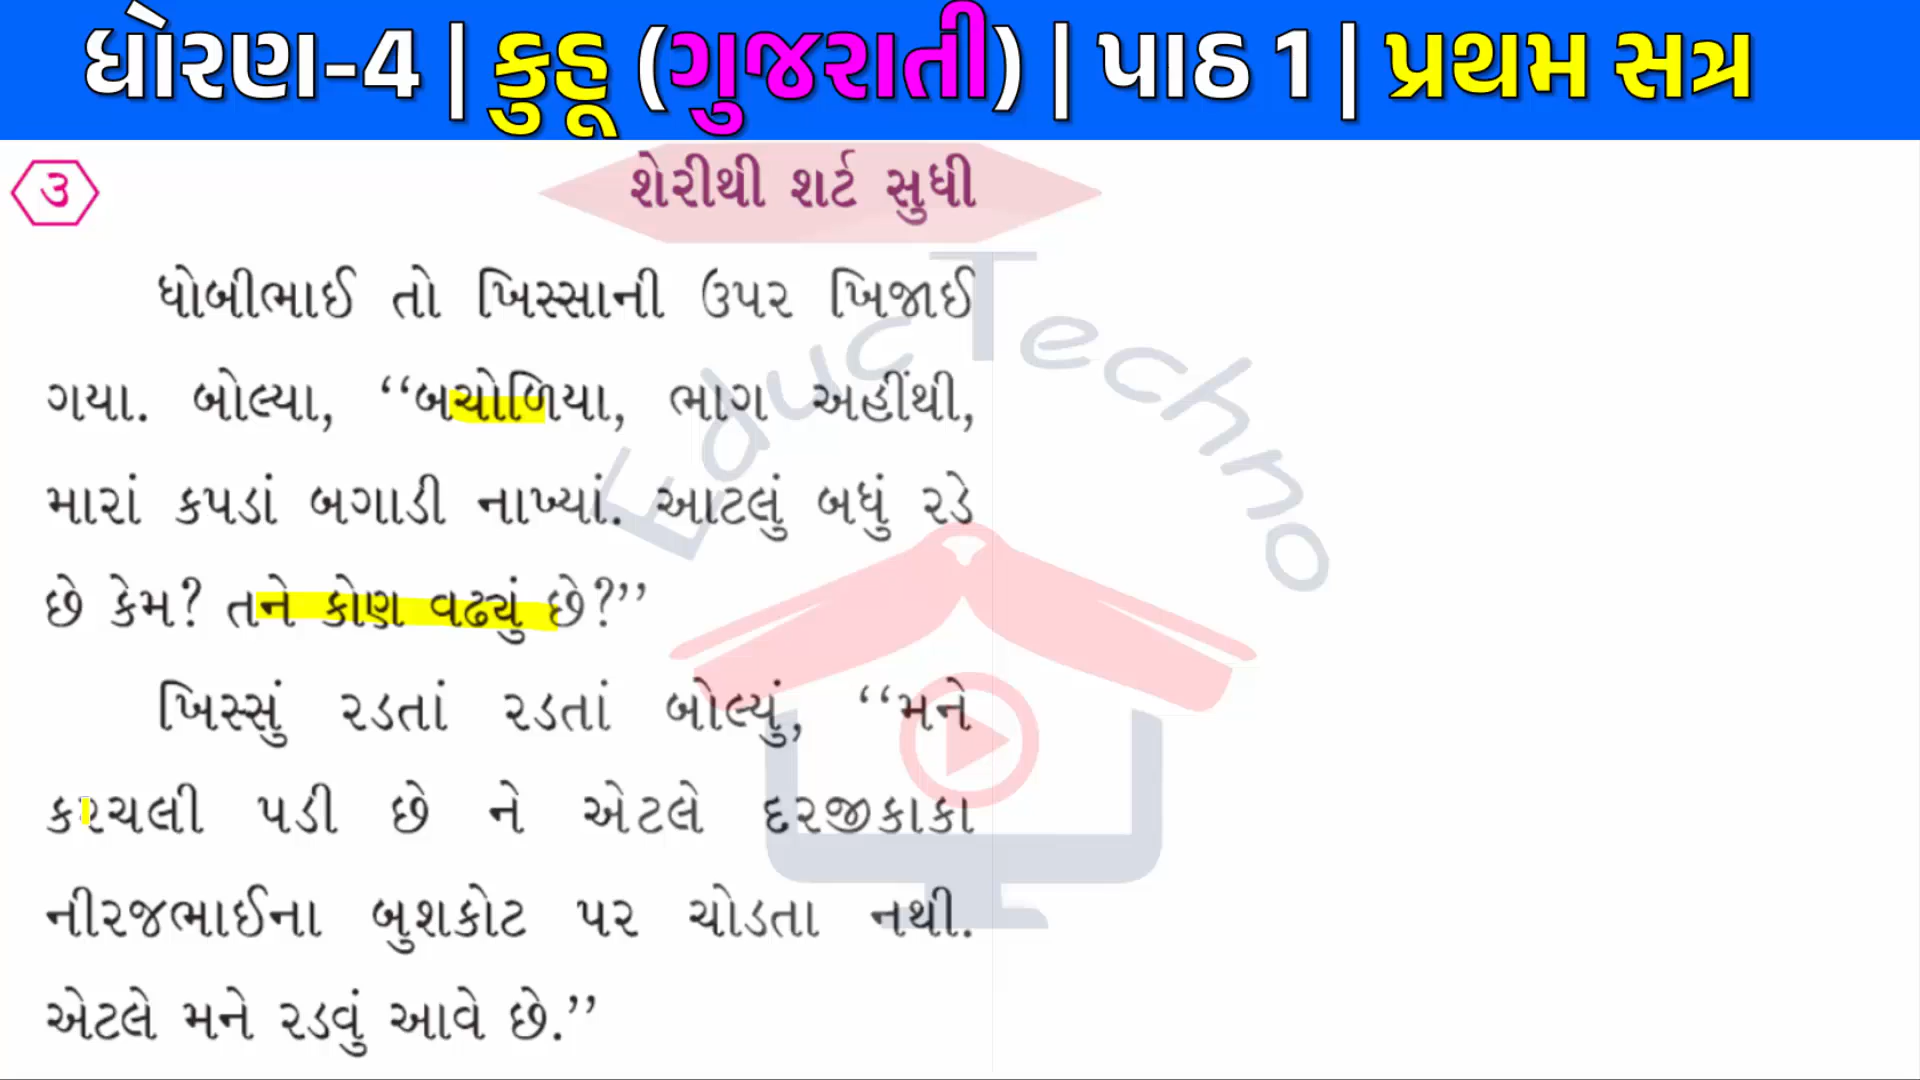 ધોરણ-4 | કુહૂ (ગુજરાતી) | પાઠ 1 | પ્રથમ સત્ર
૩
શેરીથી શર્ટ સુધી
ધોબીભાઈ તો ખિસ્સાની ઉપર ખિજાઈ
ગયા. બોલ્યા, ‘‘બચોળિયા, ભાગ અહીંથી,
મારાં કપડાં બગાડી નાખ્યાં. આટલું બધું રડે
છે કેમ? તને કોણ વઢ્યું છે?’’
ખિસ્સું રડતાં રડતાં બોલ્યું, ‘‘મને
કરચલી પડી છે ને એટલે દરજીકાકા
નીરજભાઈના બુશકોટ પર ચોડતા નથી.
એટલે મને રડવું આવે છે.’’
EducTechno